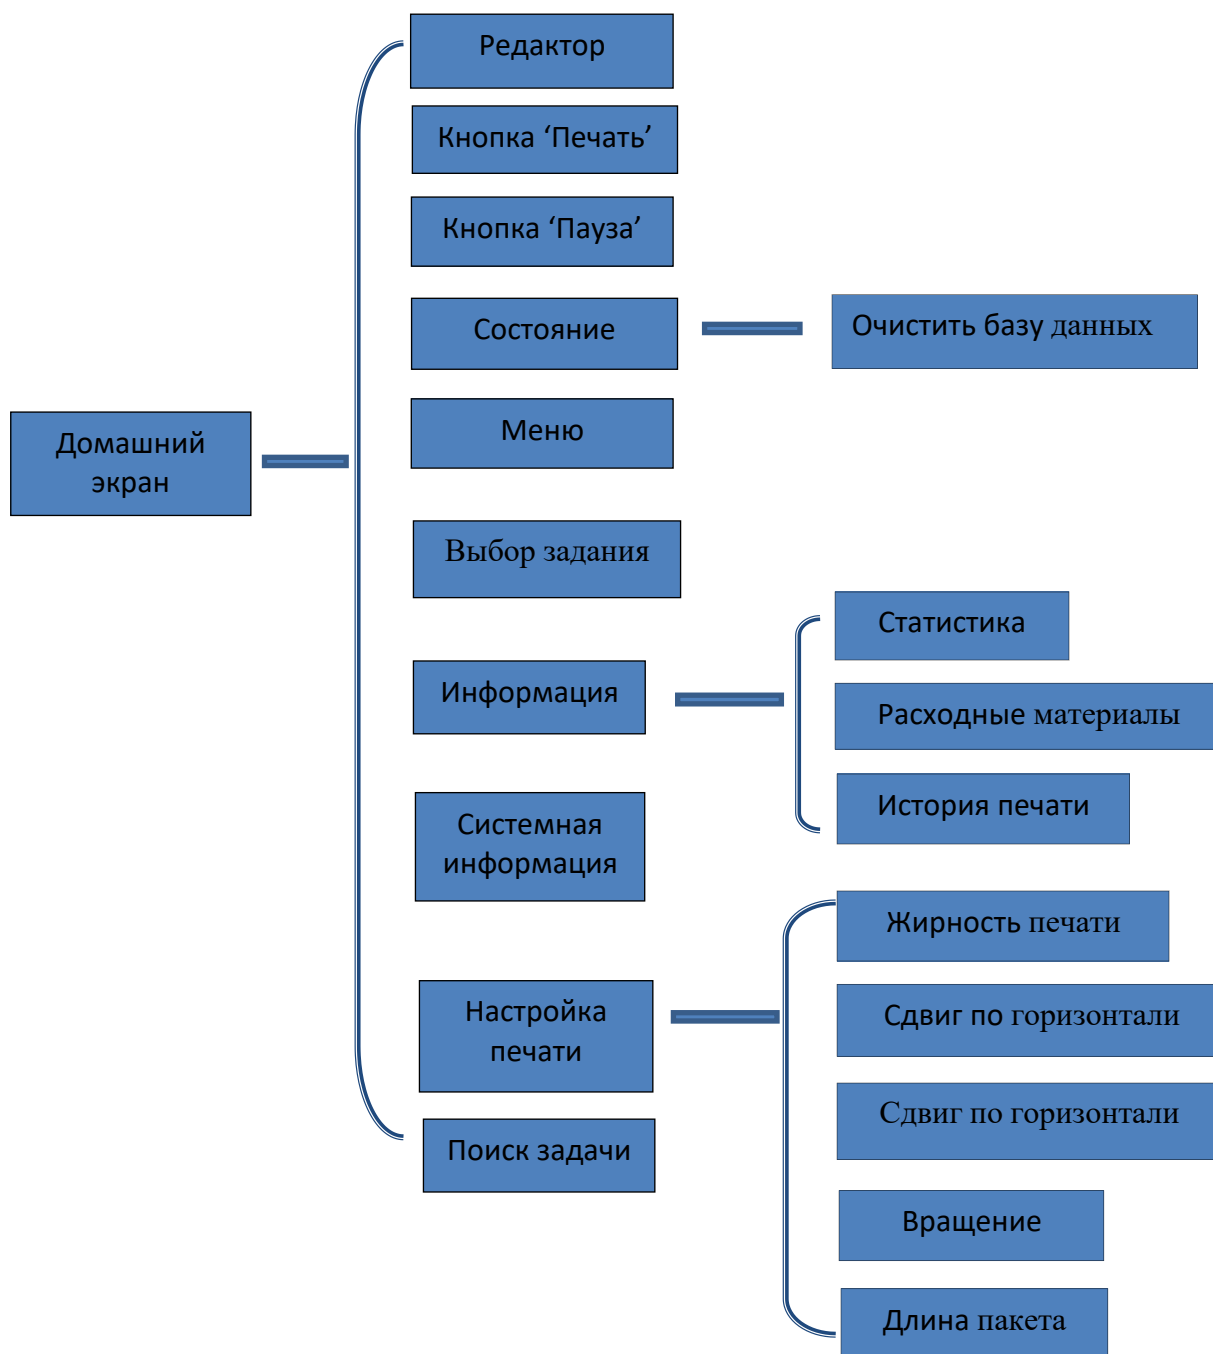 Редактор
Кнопка ‘Печать’
Кнопка ‘Пауза’
Состояние
Очистить базу данных
Домашний
экран
Меню
Выбор задания
Информация
Статистика
Расходные материалы
История печати
Системная
информация
Настройка
печати
Жирность печати
Сдвиг по горизонтали
Сдвиг по горизонтали
Вращение
Длина пакета
Поиск задачи